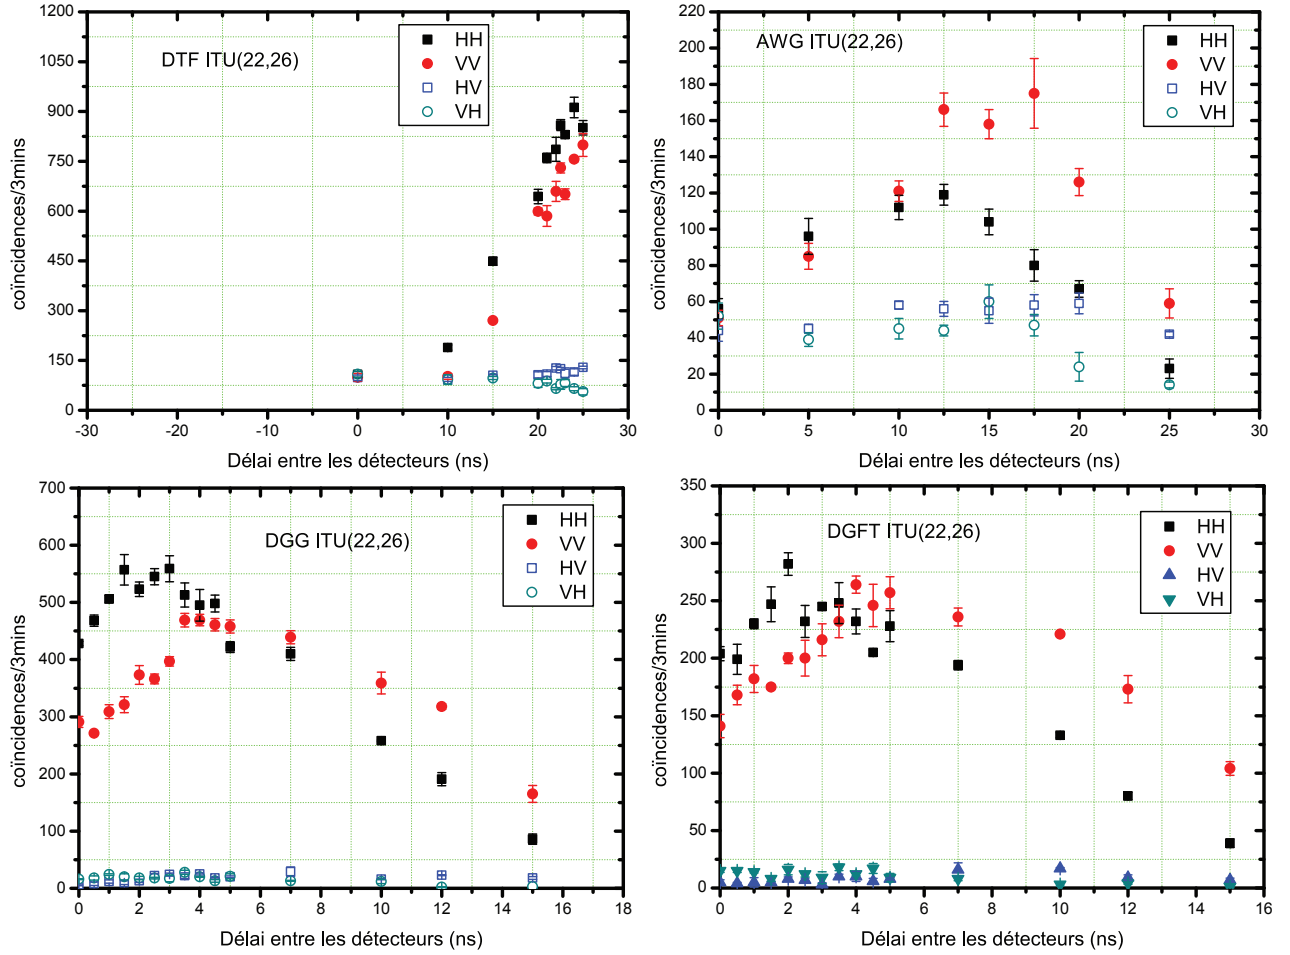 DTF ITU(22,26)
HH
VV
HV
VH
coïncidences/3mins
1200
1050
900
750
600
450
300
150
0
-30 -20 -10 0 10 20 30
Délai entre les détecteurs (ns)
AWG ITU(22,26)
HH
VV
HV
VH
coïncidences/3mins
220
200
180
160
140
120
100
80
60
40
20
0
0 5 10 15 20 25 30
Délai entre les détecteurs (ns)
DGG ITU(22,26)
HH
VV
HV
VH
coïncidences/3mins
700
600
500
400
300
200
100
0
0 2 4 6 8 10 12 14 16 18
Délai entre les détecteurs (ns)
DGFT ITU(22,26)
HH
VV
HV
VH
coïncidences/3mins
350
300
250
200
150
100
50
0
0 2 4 6 8 10 12 14 16
Délai entre les détecteurs (ns)